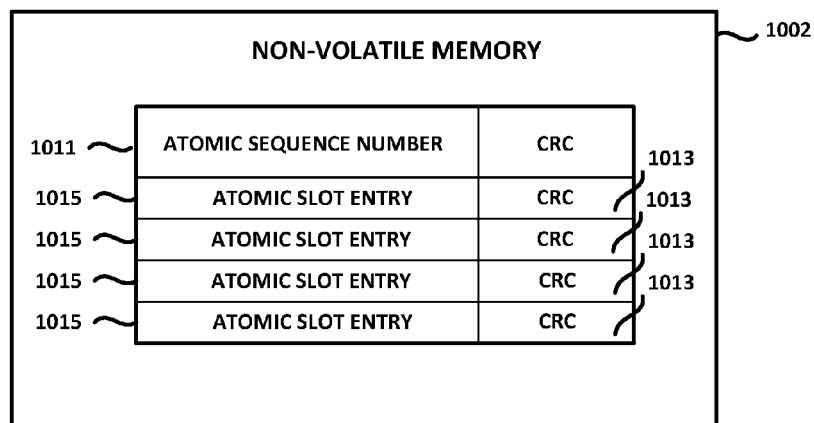 1002
NON-VOLATILE MEMORY
1011 ATOMIC SEQUENCE NUMBER CRC
1013
1015 ATOMIC SLOT ENTRY CRC 1013
1015 ATOMIC SLOT ENTRY CRC 1013
1015 ATOMIC SLOT ENTRY CRC 1013
1015 ATOMIC SLOT ENTRY CRC